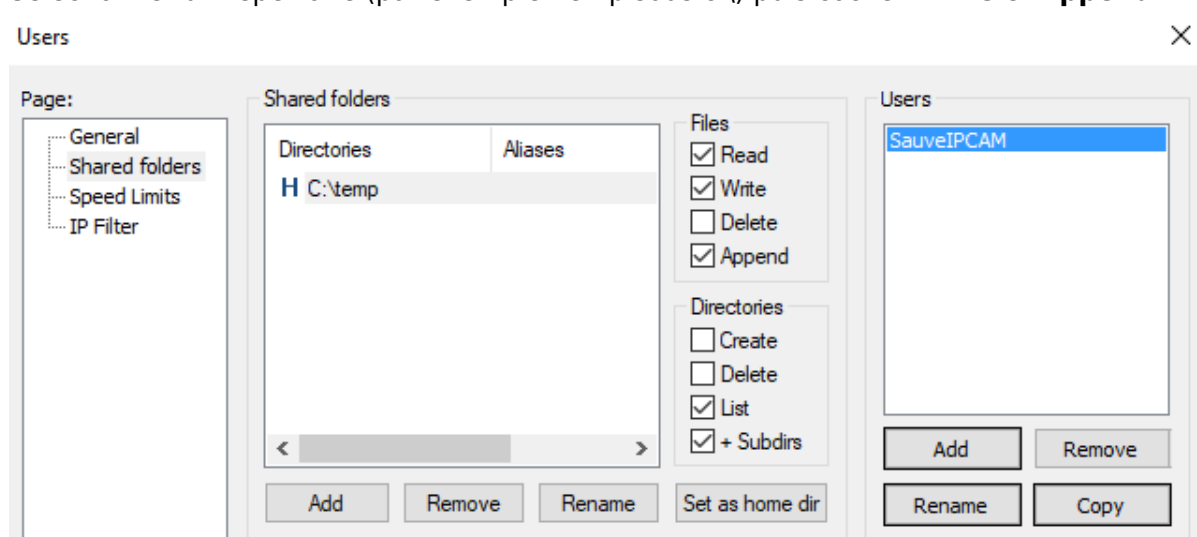 Users
Page:
General
Shared folders
Speed Limits
IP Filter
Shared folders
Directories Aliases
H C:\temp
Add Remove Rename Set as home dir
Files
Read
Write
Delete
Append
Directories
Create
Delete
List
+ Subdirs
Users
SauveIPCAM
Add Remove
Rename Copy